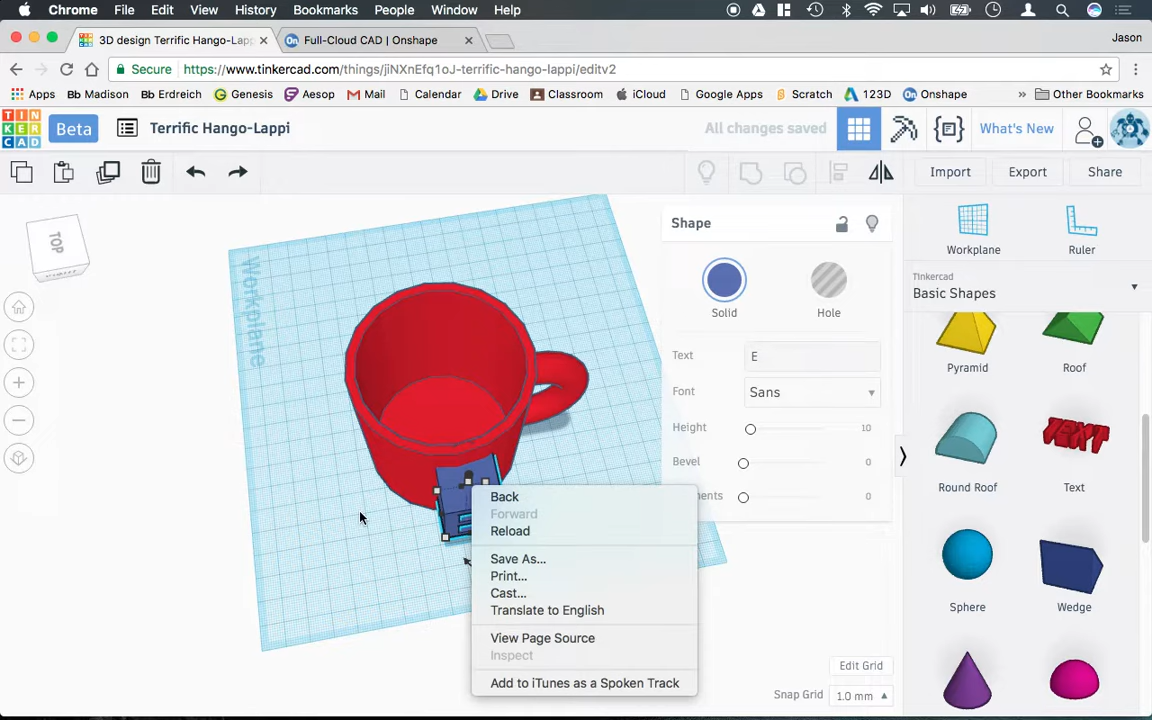 Chrome File Edit View History Bookmarks People Window Help
3D design Terrific Hango-Lap
Full-Cloud CAD | Onshape
Jason
Secure https://www.tinkercad.com/things/jiNXnEfq1oJ-terrific-hango-lappi/editv2
Apps Bb Madison Bb Erdreich Genesis Aesop Mail Calendar Drive Classroom iCloud Google Apps Scratch 123D Onshape » Other Bookmarks
TIN
KER
CAD
Beta
Terrific Hango-Lappi
All changes saved
What's New
Import
Export
Share
TOP
Workplane
Shape
Solid
Hole
Text E
Font Sans
Height 10
Bevel 0
ments 0
Workplane
Ruler
Tinkercad
Basic Shapes
Pyramid
Roof
Round Roof
TEXT
Text
Sphere
Wedge
Back
Forward
Reload
Save As...
Print...
Cast...
Translate to English
View Page Source
Inspect
Add to iTunes as a Spoken Track
Edit Grid
Snap Grid 1.0 mm